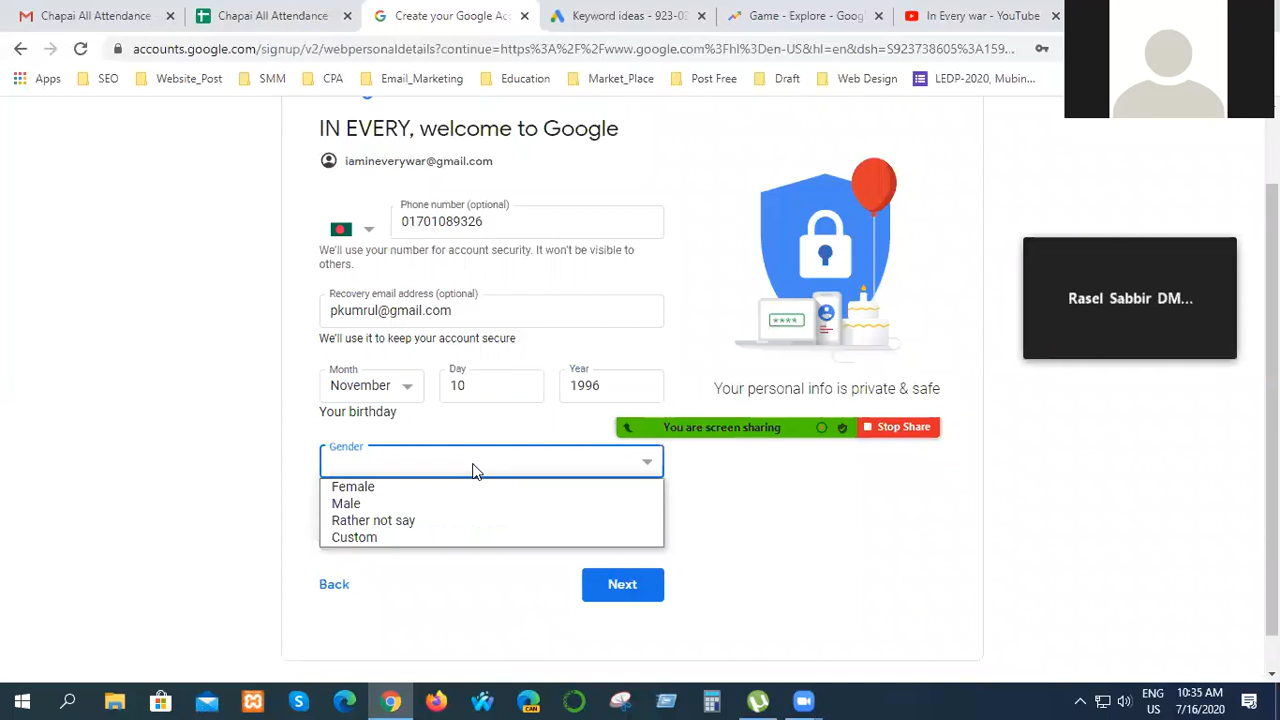 Chapai All Attendance
Chapai All Attendance
Create your Google Ac
Keyword ideas - 923-03
Game - Explore - Goog
In Every war - YouTube
accounts.google.com/signup/v2/webpersonaldetails?continue=https%3A%2F%2Fwww.google.com%3Fhl%3Den-US&hl=en&dsh=S923738605%3A159...
Apps
SEO
Website_Post
SMM
CPA
Email_Marketing
Education
Market_Place
Post Free
Draft
Web Design
LEDP-2020, Mubin...
IN EVERY, welcome to Google
iamineverywar@gmail.com
Phone number (optional)
01701089326
We'll use your number for account security. It won't be visible to
others.
Recovery email address (optional)
pkumrul@gmail.com
We'll use it to keep your account secure
Month
Day
Year
November
10
1996
Your birthday
Gender
Female
Male
Rather not say
Custom
Back
Next
****
Your personal info is private & safe
You are screen sharing
Stop Share
Rasel Sabbir DM...
CAN
ENG
US
10:35 AM
7/16/2020